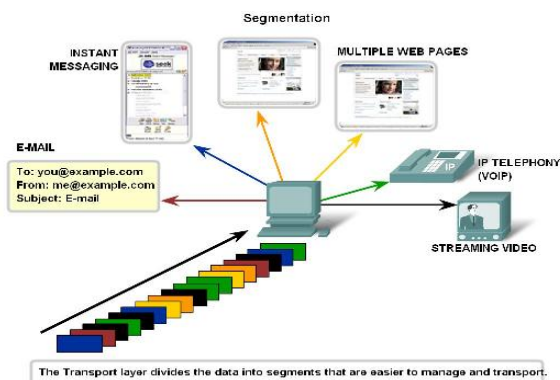 Segmentation
INSTANT
MESSAGING
MULTIPLE WEB PAGES
E-MAIL
To: you@example.com
From: me@example.com
Subject: E-mail
IP
IP TELEPHONY
(VOIP)
STREAMING VIDEO
The Transport layer divides the data into segments that are easier to manage and transport.